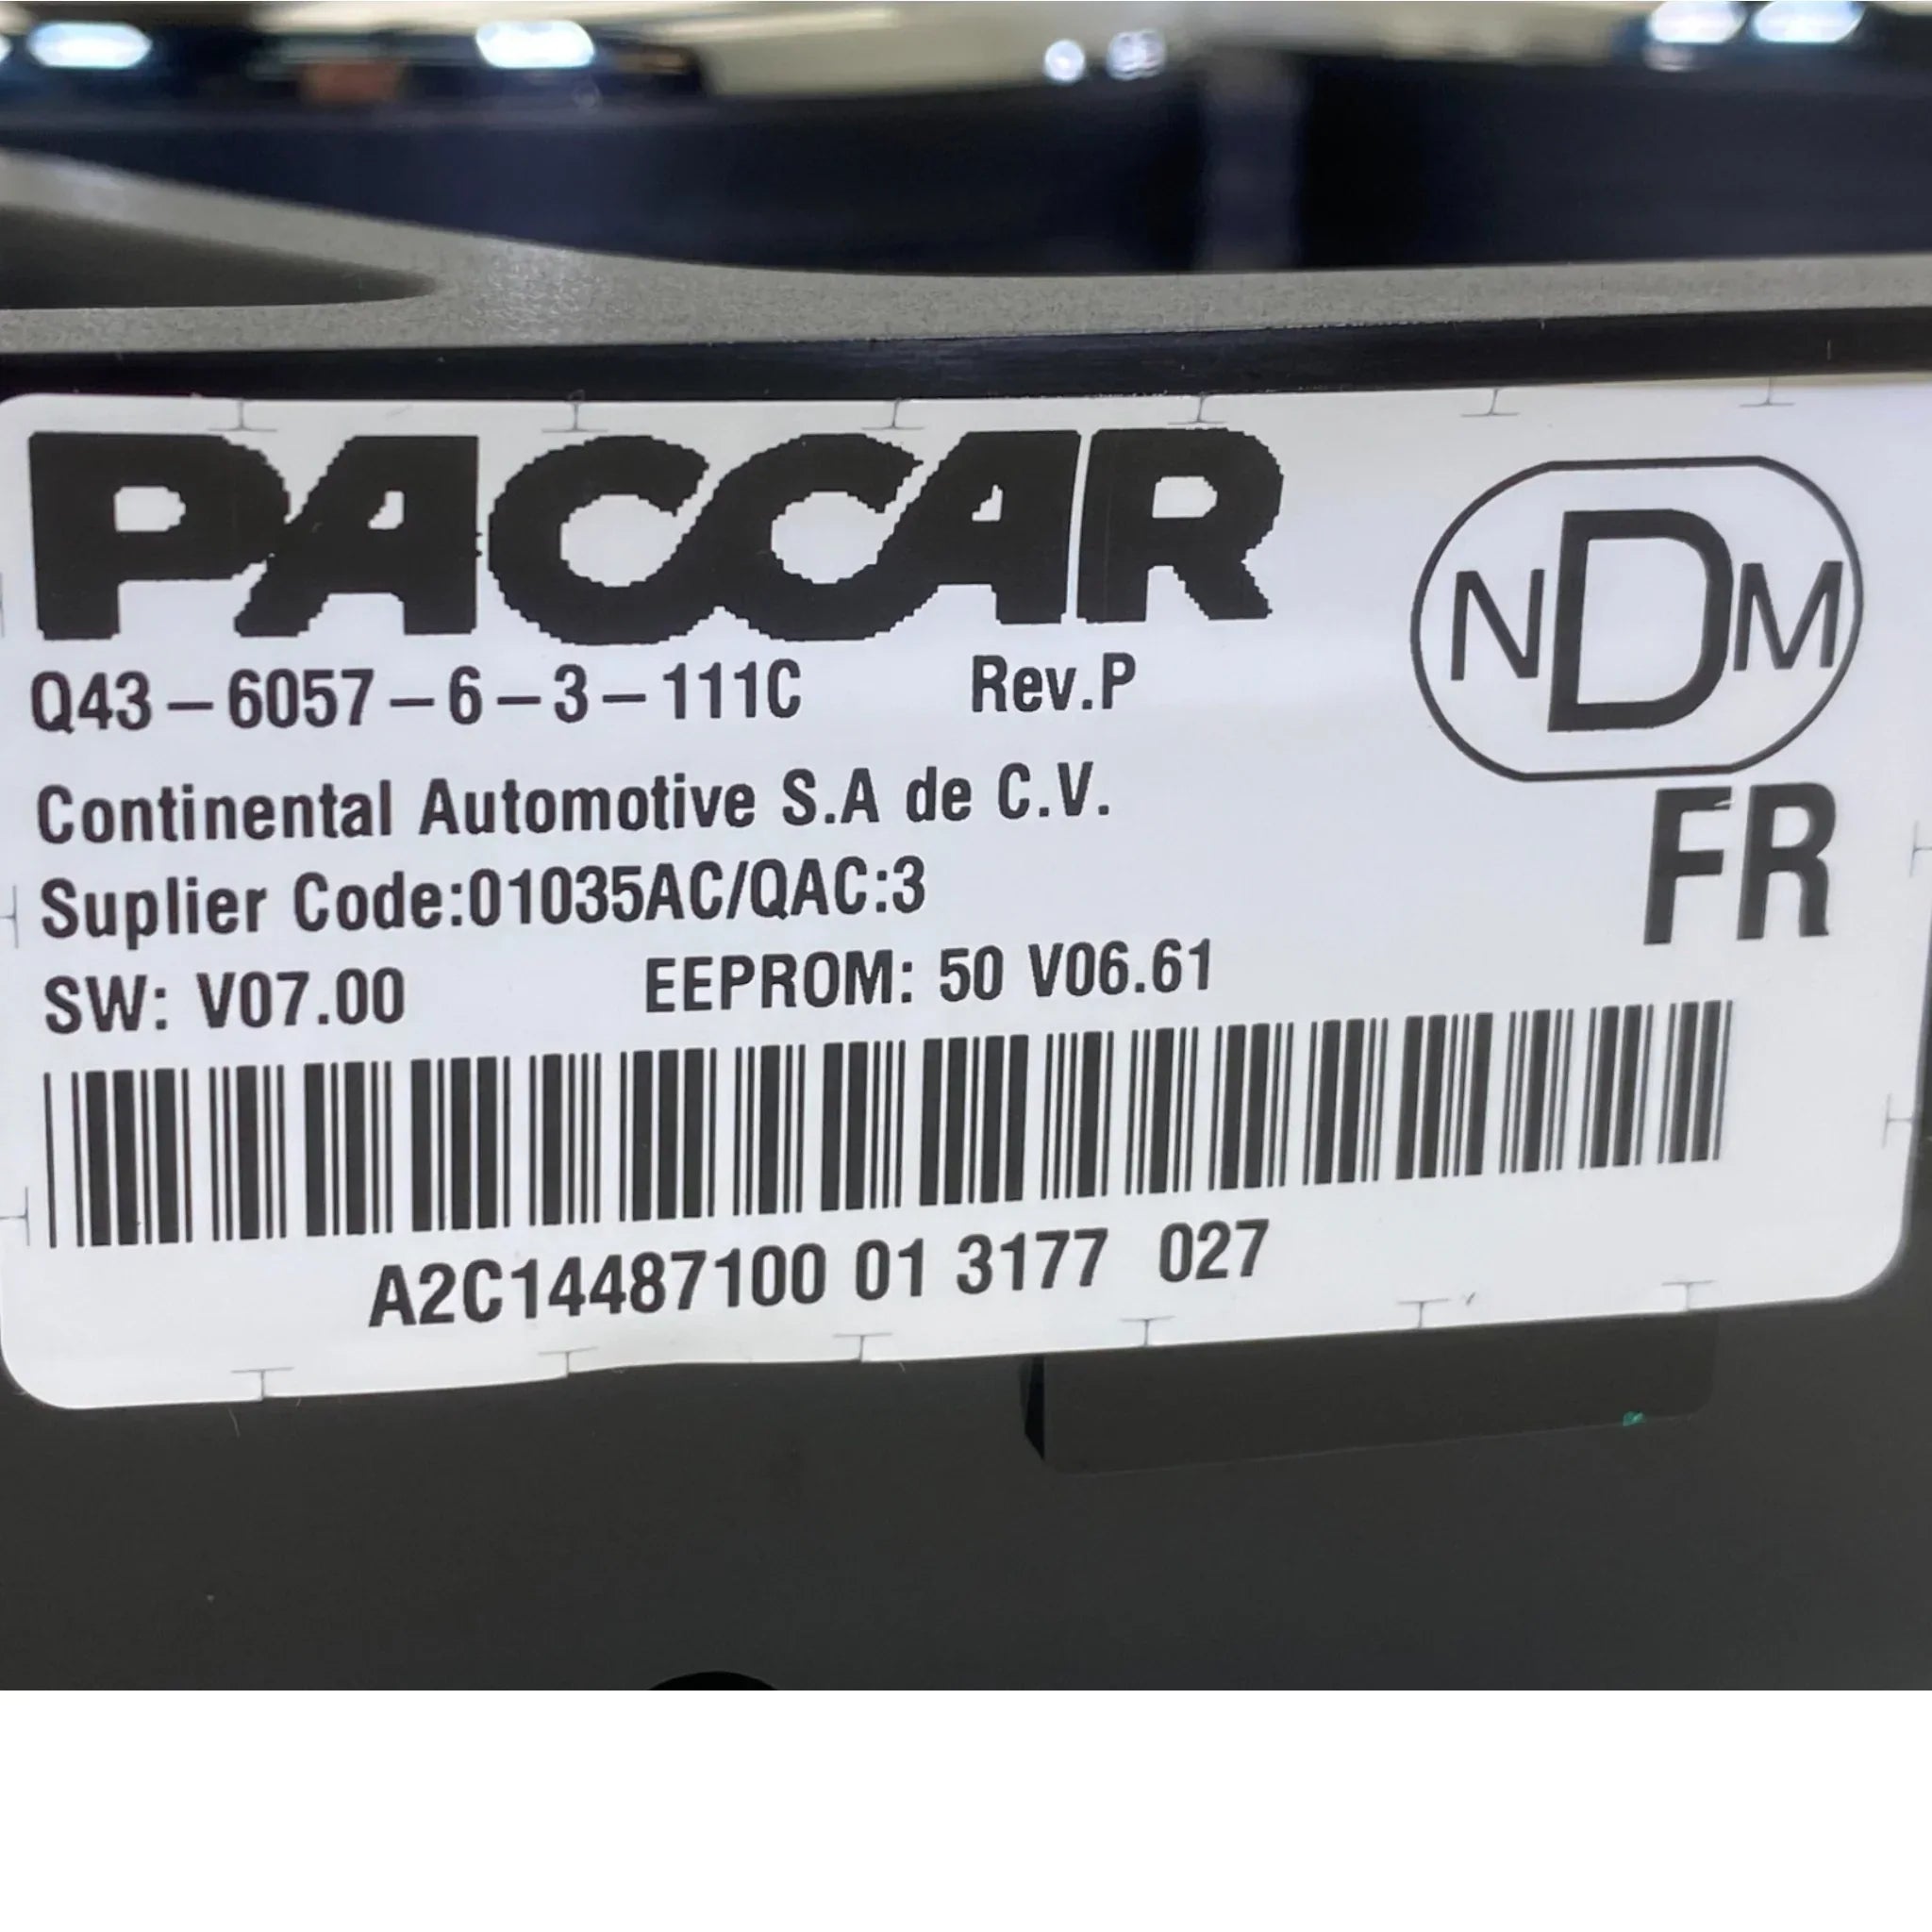 PACCAR
NDM
Q43-6057-6-3-111C Rev.P
Continental Automotive S.A de C.V.
FR
Suplier Code:01035AC/QAC:3
SW: V07.00 EEPROM: 50 V06.61
A2C14487100 01 3177 027